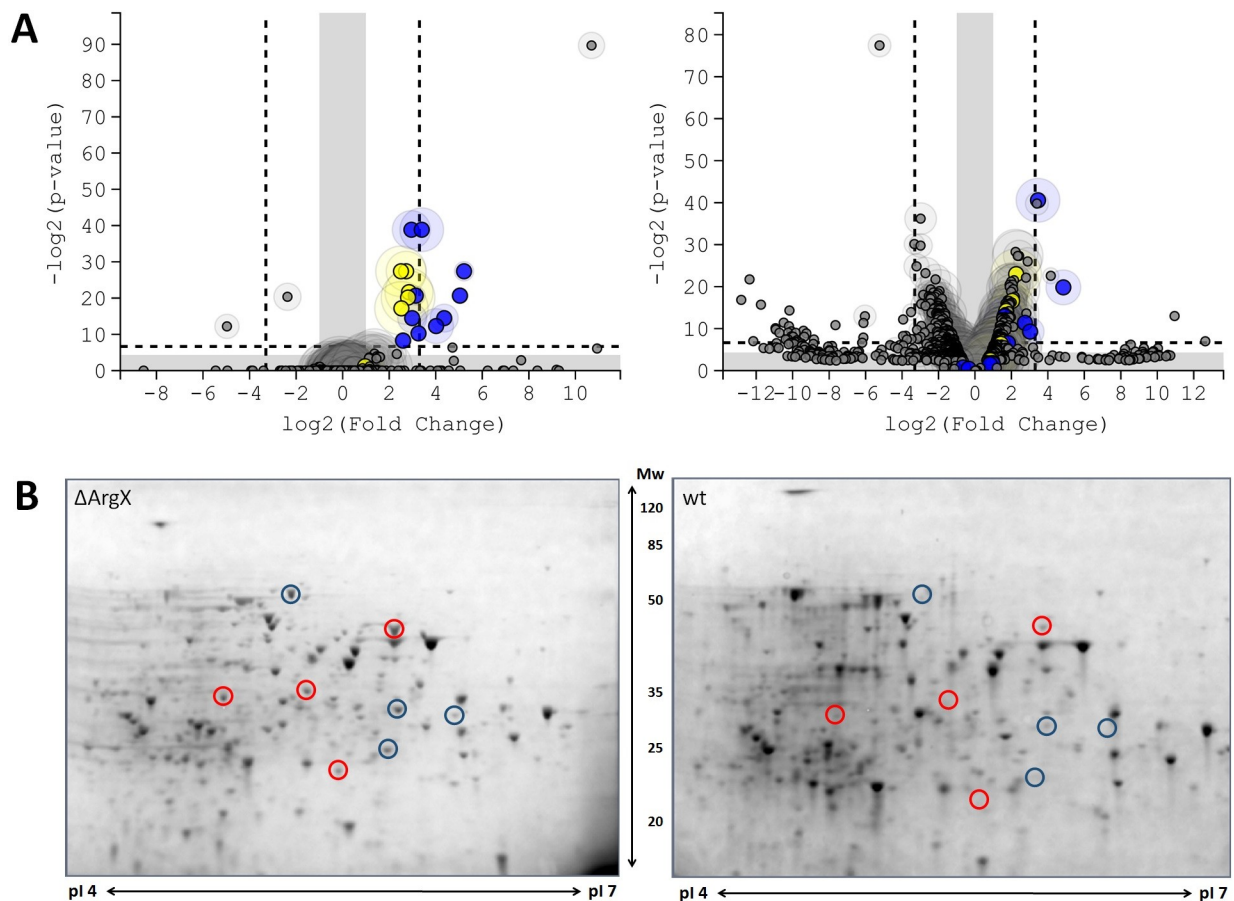 A
-log2(p-value)
90
80
70
60
50
40
30
20
10
0
-8 -6 -4 -2 0 2 4 6 8 10
log2(Fold Change)
-log2(p-value)
80
70
60
50
40
30
20
10
0
-12 -10 -8 -6 -4 -2 0 2 4 6 8 10 12
log2(Fold Change)
B
ΔArgX
Mw
120
85
50
35
25
20
wt
pI 4
pI 7
pI 4
pI 7